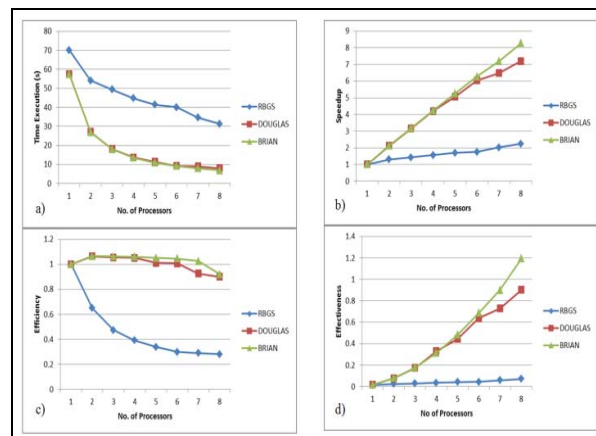 80
70
60
50
40
30
20
10
0
Time Execution (s)
1 2 3 4 5 6 7 8
No. of Processors
a)
RBGS
DOUGLAS
BRIAN
9
8
7
6
5
4
3
2
1
0
Speedup
1 2 3 4 5 6 7 8
No. of Processors
b)
RBGS
DOUGLAS
BRIAN
1.2
1
0.8
0.6
0.4
0.2
0
Efficiency
1 2 3 4 5 6 7 8
No. of Processors
c)
RBGS
DOUGLAS
BRIAN
1.4
1.2
1
0.8
0.6
0.4
0.2
0
Effectiveness
1 2 3 4 5 6 7 8
No. of Processors
d)
RBGS
DOUGLAS
BRIAN